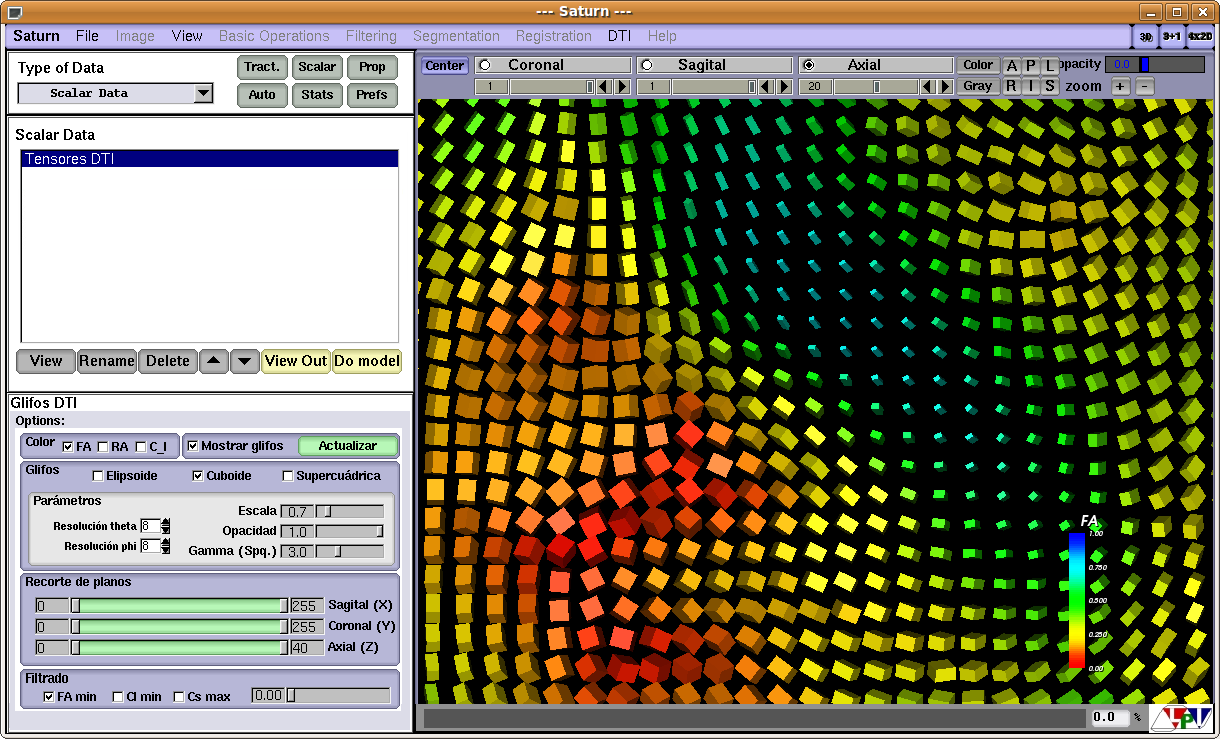 --- Saturn ---
Saturn File Image View Basic Operations Filtering Segmentation Registration DTI Help 3D 3+1 4x2D
Type of Data
Scalar Data
Tract. Scalar Prop
Auto Stats Prefs
Center Coronal Sagital Axial Color A P L opacity 0.0
1 1 20 Gray R I S zoom + -
Scalar Data
Tensores DTI
View Rename Delete View Out Do model
Glifos DTI
Options:
Color FA RA C_l Mostrar glifos Actualizar
Glifos
Elipsoide Cuboide Supercuádrica
Parámetros
Resolución theta 8
Resolución phi 8
Escala 0.7
Opacidad 1.0
Gamma (Spq.) 3.0
Recorte de planos
0 255 Sagital (X)
0 255 Coronal (Y)
0 40 Axial (Z)
Filtrado
FA min Cl min Cs max 0.00
FA
1.00
0.750
0.500
0.250
0.00
0.0 %
LPI